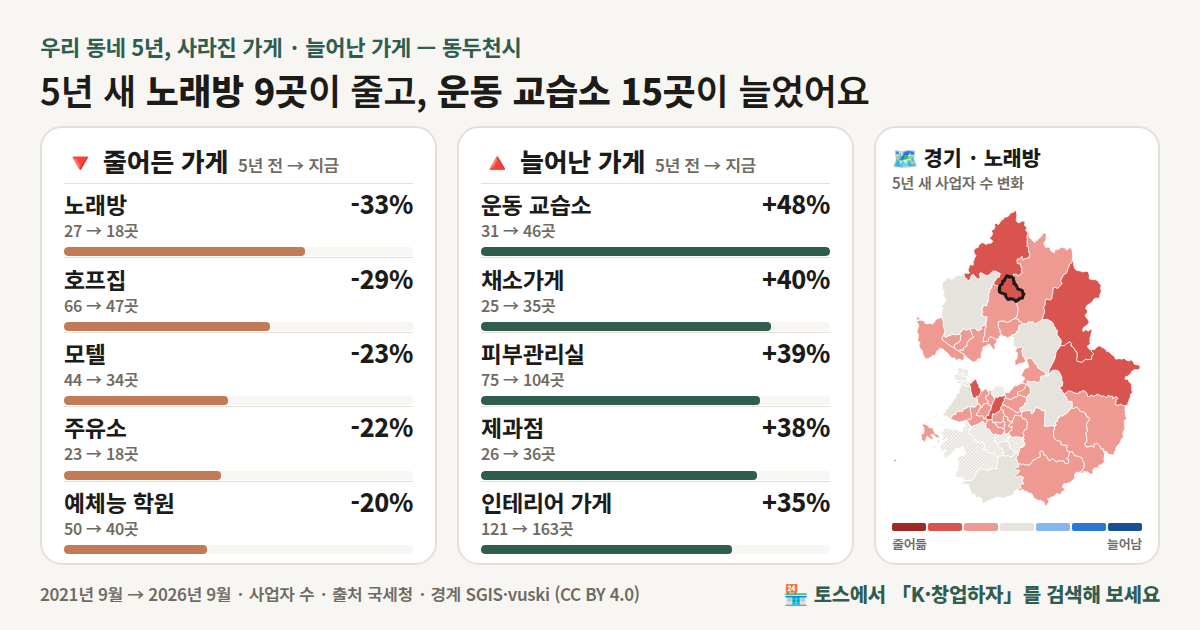 우리 동네 5년, 사라진 가게 · 늘어난 가게 — 동두천시
5년 새 노래방 9곳이 줄고, 운동 교습소 15곳이 늘었어요
줄어든 가게 5년 전 → 지금
노래방 -33%
27 → 18곳
호프집 -29%
66 → 47곳
모텔 -23%
44 → 34곳
주유소 -22%
23 → 18곳
예체능 학원 -20%
50 → 40곳
늘어난 가게 5년 전 → 지금
운동 교습소 +48%
31 → 46곳
채소가게 +40%
25 → 35곳
피부관리실 +39%
75 → 104곳
제과점 +38%
26 → 36곳
인테리어 가게 +35%
121 → 163곳
경기 · 노래방
5년 새 사업자 수 변화
줄어듦 늘어남
2021년 9월 → 2026년 9월 · 사업자 수 · 출처 국세청 · 경계 SGIS·vuski (CC BY 4.0)
토스에서 「K·창업하자」를 검색해 보세요